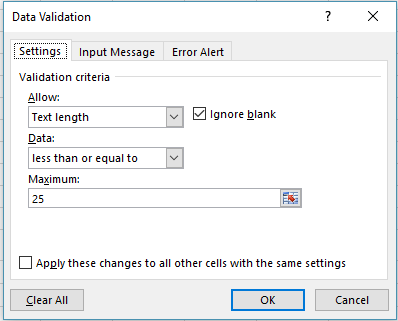 Data Validation ? ×
Settings Input Message Error Alert
Validation criteria
Allow:
Text length Ignore blank
Data:
less than or equal to
Maximum:
25
Apply these changes to all other cells with the same settings
Clear All OK Cancel